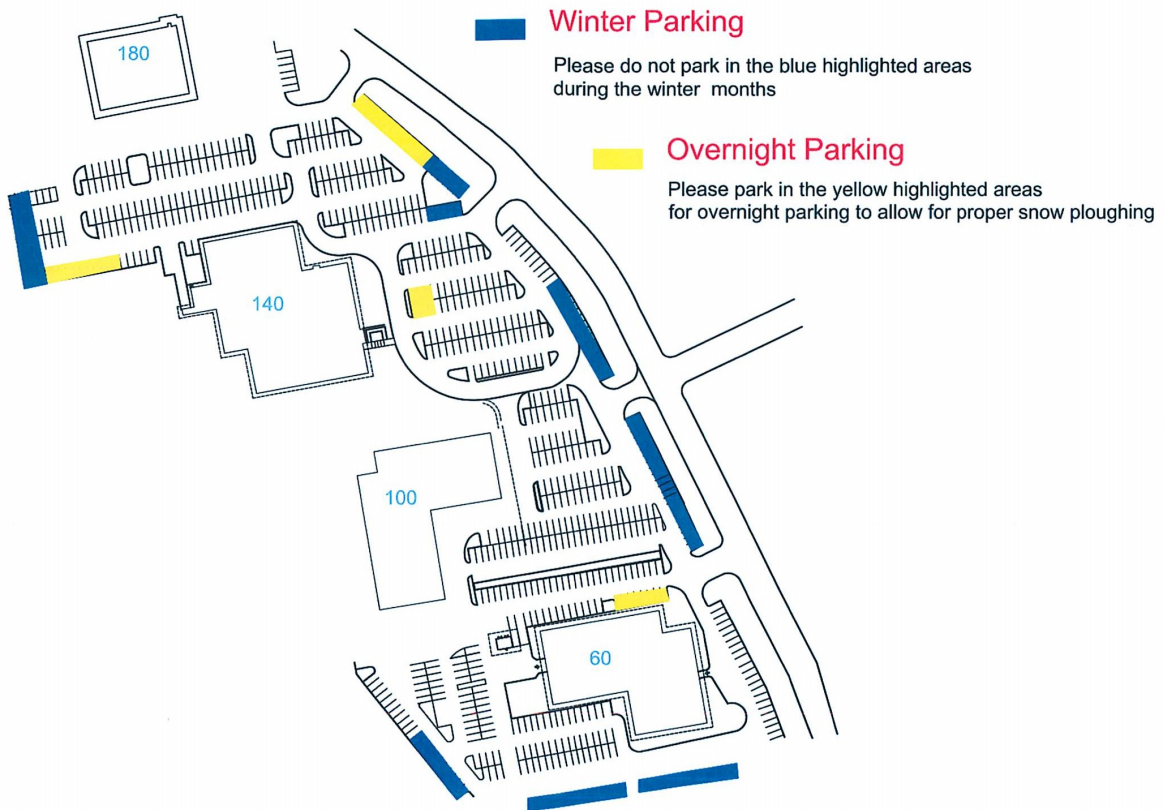 Winter Parking
Please do not park in the blue highlighted areas
during the winter months
Overnight Parking
Please park in the yellow highlighted areas
for overnight parking to allow for proper snow ploughing
180
140
100
60